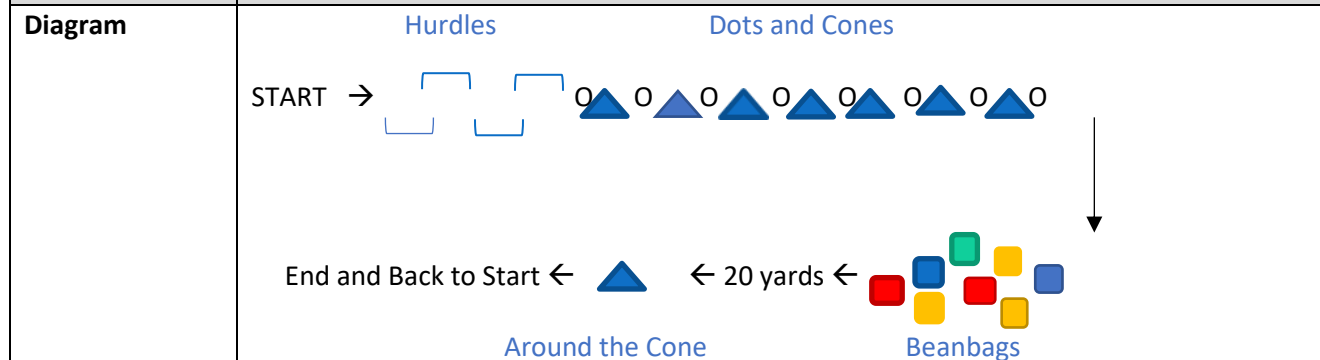 Diagram
Hurdles Dots and Cones
START →
O O O O O O O O
End and Back to Start ← ← 20 yards ←
Around the Cone Beanbags